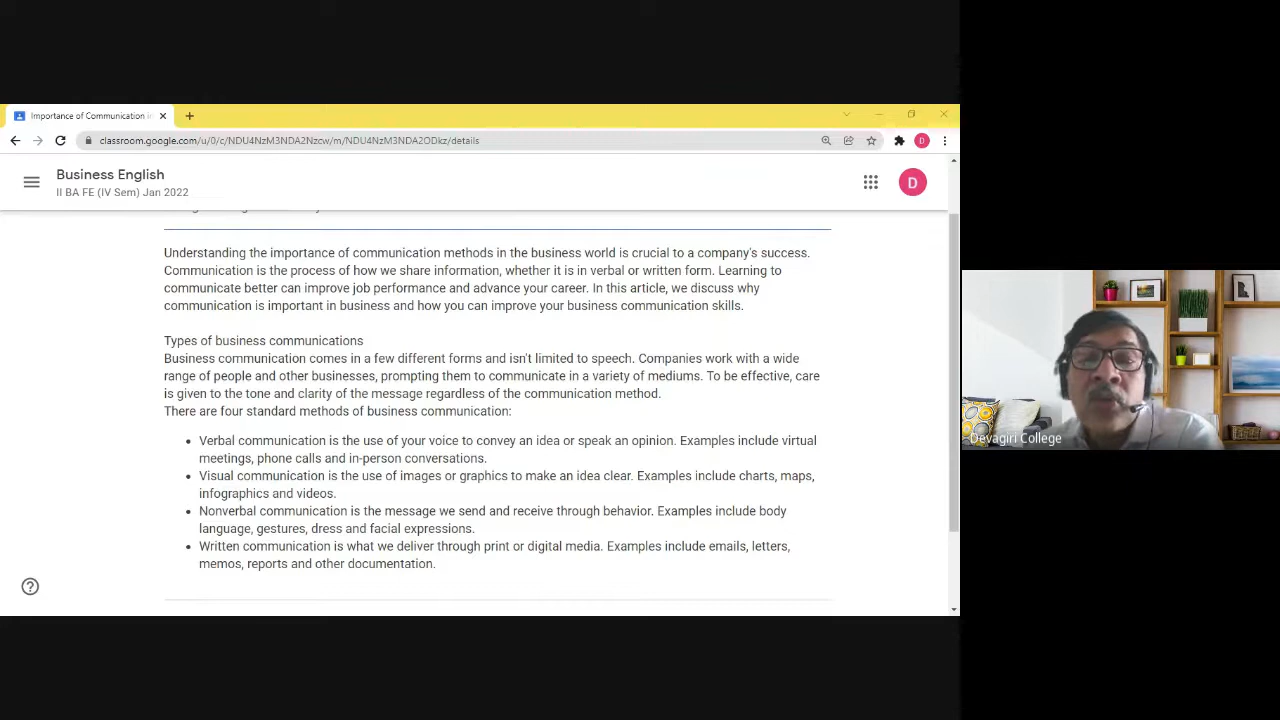 Importance of Communication in
classroom.google.com/u/0/c/NDU4NzM3NDA2Nzcw/m/NDU4NzM3NDA2ODkz/details
D
Business English
II BA FE (IV Sem) Jan 2022
D
Understanding the importance of communication methods in the business world is crucial to a company's success.
Communication is the process of how we share information, whether it is in verbal or written form. Learning to
communicate better can improve job performance and advance your career. In this article, we discuss why
communication is important in business and how you can improve your business communication skills.
Types of business communications
Business communication comes in a few different forms and isn't limited to speech. Companies work with a wide
range of people and other businesses, prompting them to communicate in a variety of mediums. To be effective, care
is given to the tone and clarity of the message regardless of the communication method.
There are four standard methods of business communication:
• Verbal communication is the use of your voice to convey an idea or speak an opinion. Examples include virtual
meetings, phone calls and in-person conversations.
• Visual communication is the use of images or graphics to make an idea clear. Examples include charts, maps,
infographics and videos.
• Nonverbal communication is the message we send and receive through behavior. Examples include body
language, gestures, dress and facial expressions.
• Written communication is what we deliver through print or digital media. Examples include emails, letters,
memos, reports and other documentation.
Devagiri College